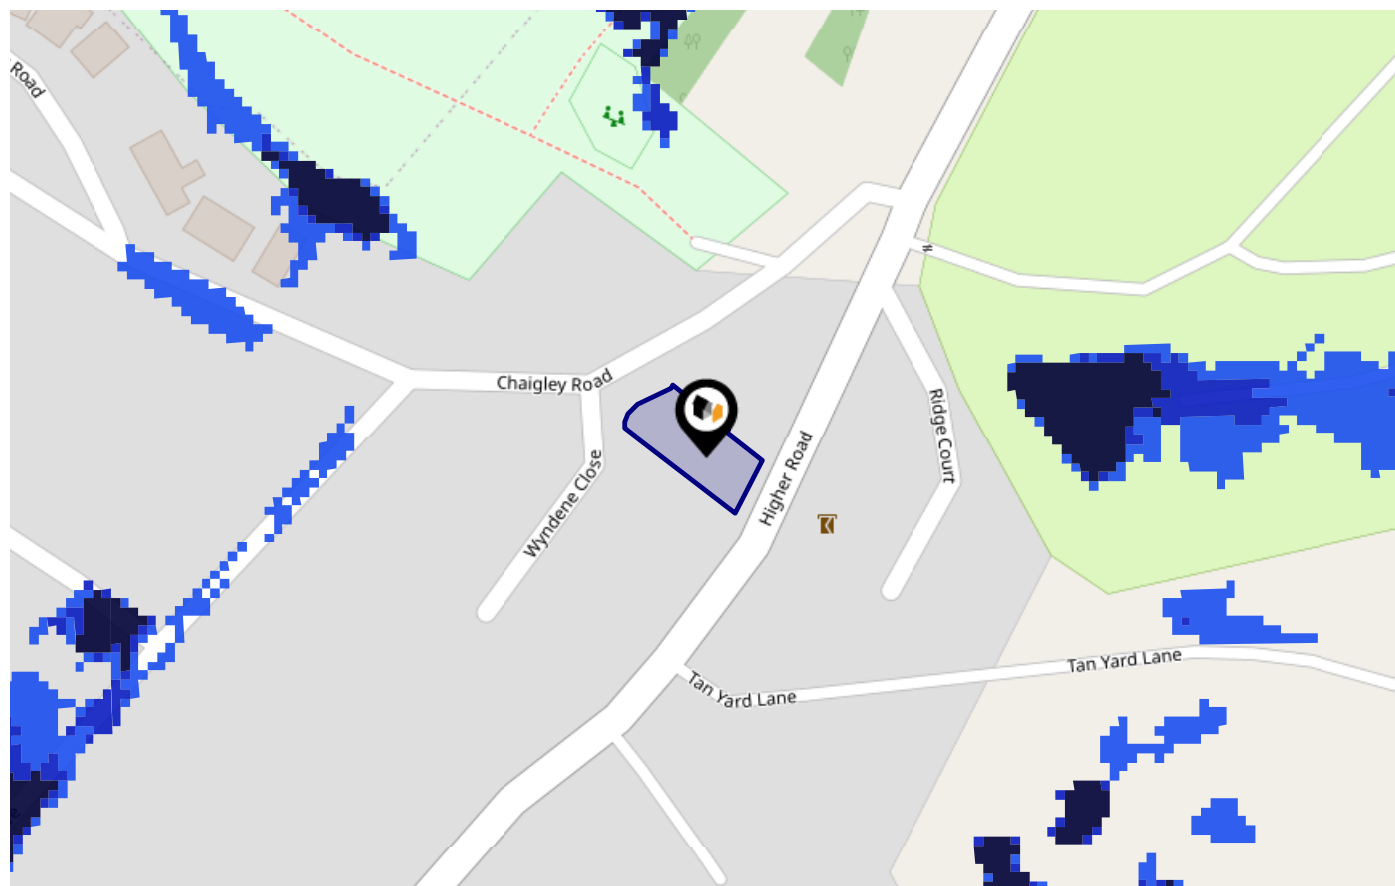 Road
Chaigley Road
Wyndene Close
Higher Road
Ridge Court
Tan Yard Lane
Tan Yard Lane